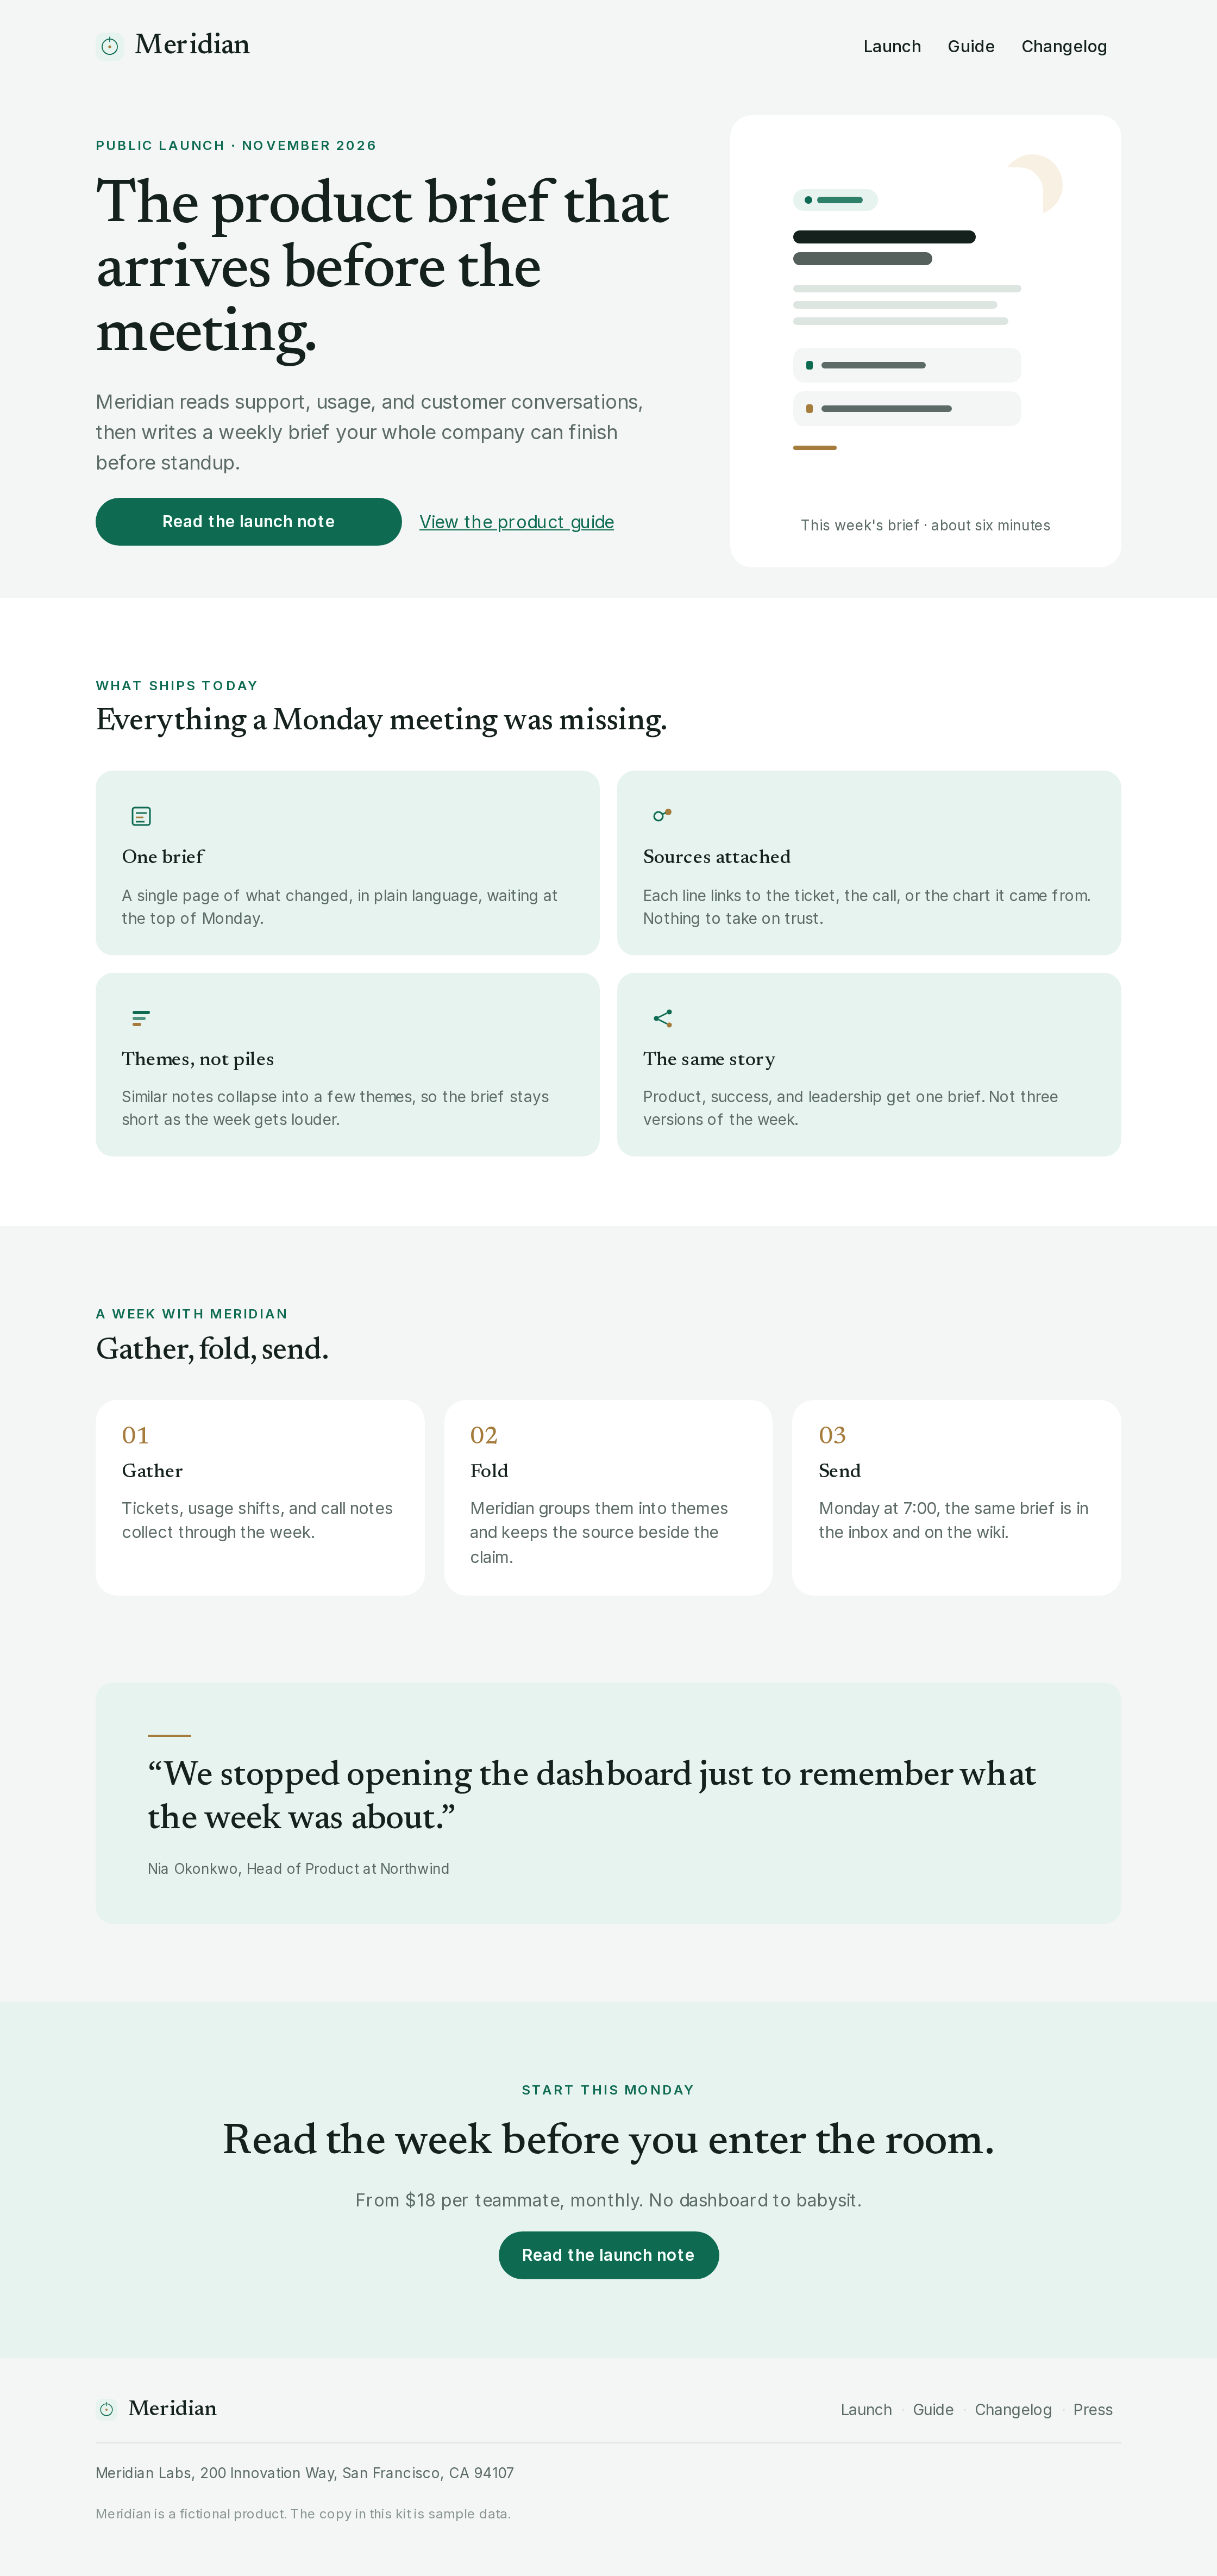 Meridian
Launch
Guide
Changelog
PUBLIC LAUNCH · NOVEMBER 2026
The product brief that
arrives before the
meeting.
Meridian reads support, usage, and customer conversations,
then writes a weekly brief your whole company can finish
before standup.
Read the launch note
View the product guide
This week's brief · about six minutes
WHAT SHIPS TODAY
Everything a Monday meeting was missing.
One brief
A single page of what changed, in plain language, waiting at
the top of Monday.
Sources attached
Each line links to the ticket, the call, or the chart it came from.
Nothing to take on trust.
Themes, not piles
Similar notes collapse into a few themes, so the brief stays
short as the week gets louder.
The same story
Product, success, and leadership get one brief. Not three
versions of the week.
A WEEK WITH MERIDIAN
Gather, fold, send.
01
Gather
Tickets, usage shifts, and call notes
collect through the week.
02
Fold
Meridian groups them into themes
and keeps the source beside the
claim.
03
Send
Monday at 7:00, the same brief is in
the inbox and on the wiki.
“We stopped opening the dashboard just to remember what
the week was about.”
Nia Okonkwo, Head of Product at Northwind
START THIS MONDAY
Read the week before you enter the room.
From $18 per teammate, monthly. No dashboard to babysit.
Read the launch note
Meridian
Launch · Guide · Changelog · Press
Meridian Labs, 200 Innovation Way, San Francisco, CA 94107
Meridian is a fictional product. The copy in this kit is sample data.